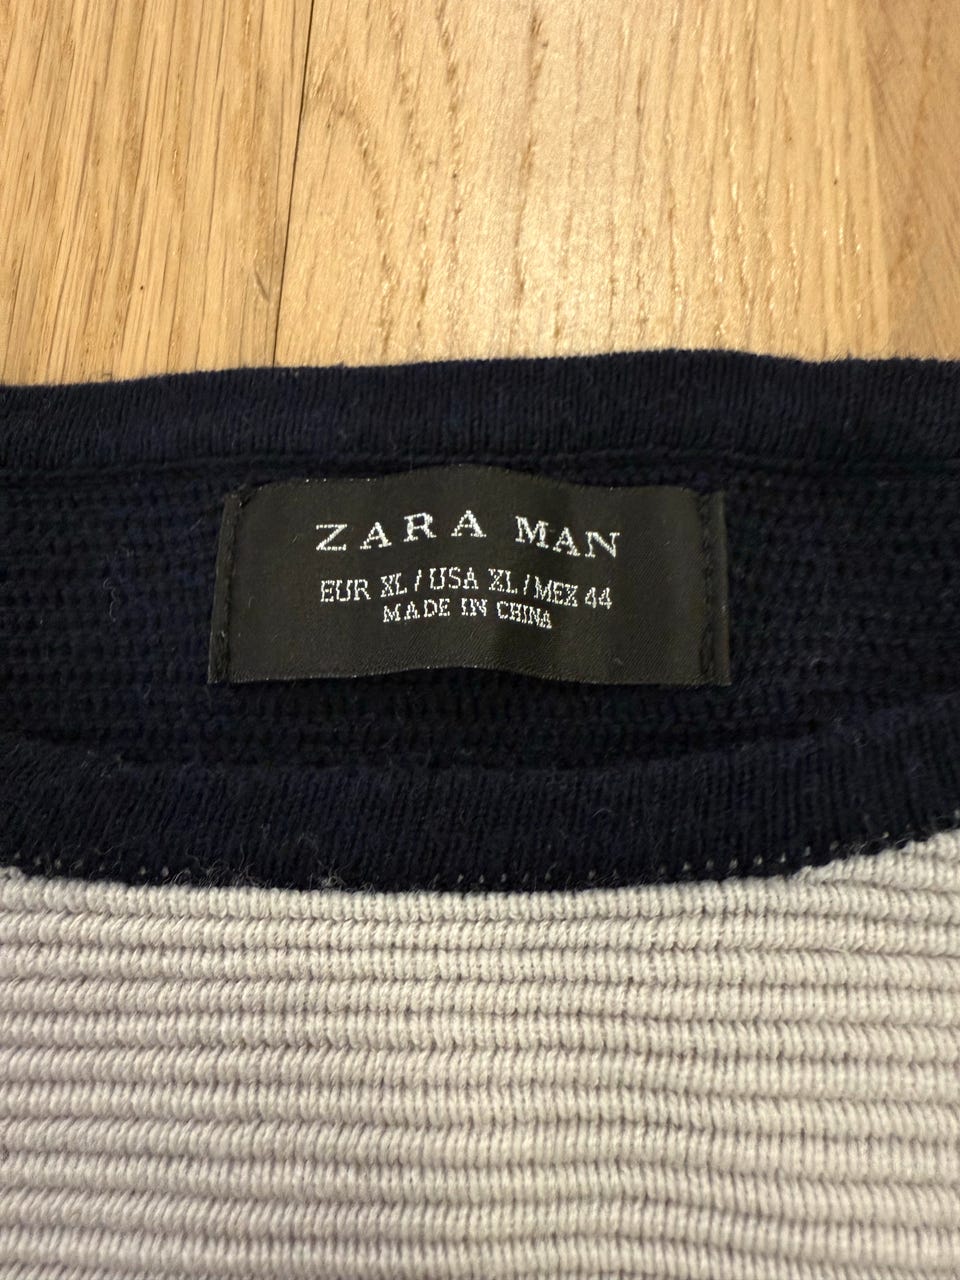 ZARA MAN
EUR XL / USA XL / MEX 44
MADE IN CHINA